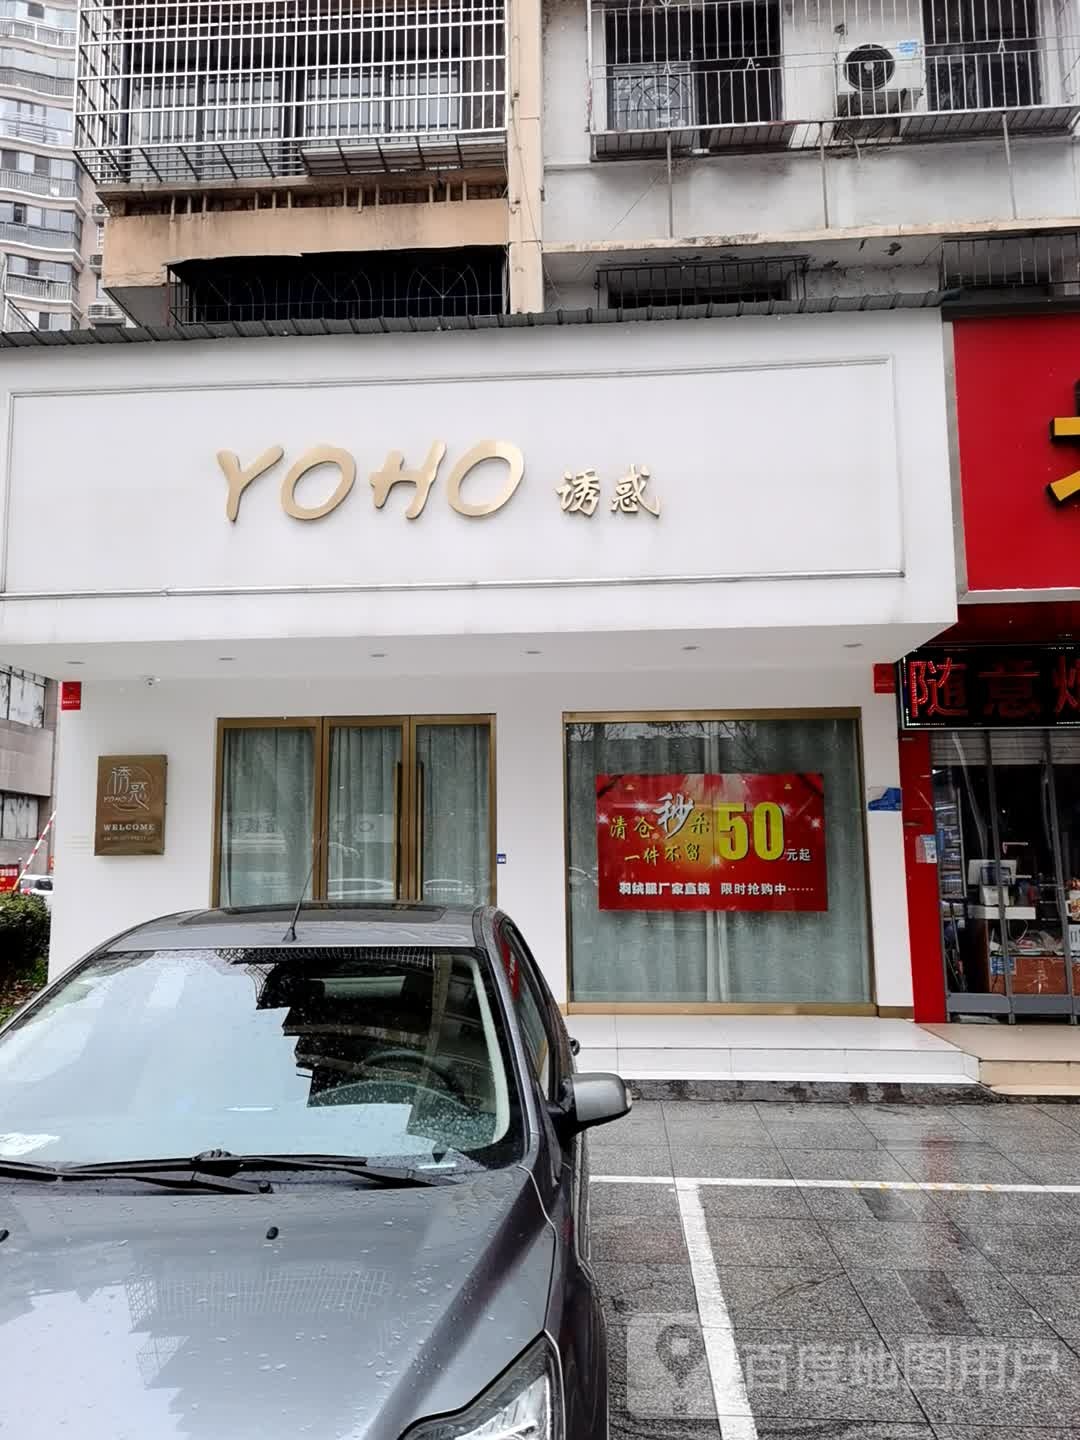 YOHO 诱惑
随意
诱惑
YOHO
WELCOME
清仓秒杀
一件不留
50元起
羽绒服厂家直销 限时抢购中……
百度地图用户